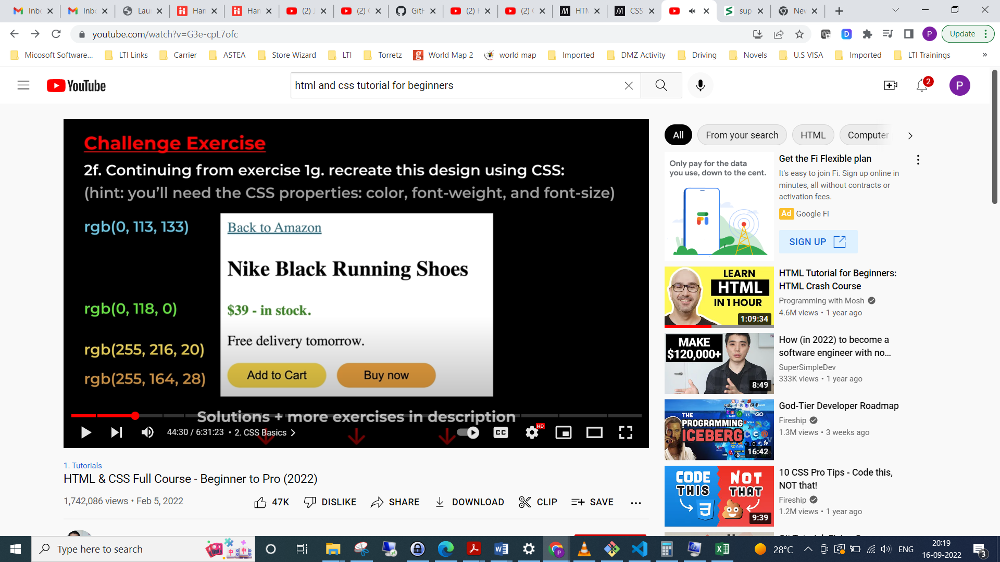 Inbo
Inbo
Lau
Han
Han
(2) J
(2) C
GitH
(2) H
(2) C
HTM
CSS
sup
New
youtube.com/watch?v=G3e-cpL7ofc
D
P
Update
Micosoft Software...
LTI Links
Carrier
ASTEA
Store Wizard
LTI
Torretz
World Map 2
world map
Imported
DMZ Activity
Driving
Novels
U.S VISA
Imported
LTI Trainings
»
YouTube
html and css tutorial for beginners
2
P
Challenge Exercise
2f. Continuing from exercise 1g. recreate this design using CSS:
(hint: you'll need the CSS properties: color, font-weight, and font-size)
rgb(0, 113, 133)
Back to Amazon
Nike Black Running Shoes
rgb(0, 118, 0)
$39 - in stock.
rgb(255, 216, 20)
Free delivery tomorrow.
rgb(255, 164, 28)
Add to Cart
Buy now
Solutions + more exercises in description
44:30 / 6:31:23 • 2. CSS Basics
CC
HD
1. Tutorials
HTML & CSS Full Course - Beginner to Pro (2022)
1,742,086 views • Feb 5, 2022
47K
DISLIKE
SHARE
DOWNLOAD
CLIP
SAVE
All
From your search
HTML
Computer
Only pay for the data
you use, down to the cent.
Get the Fi Flexible plan
It's easy to join Fi. Sign up online in
minutes, all without contracts or
activation fees.
Ad Google Fi
SIGN UP
LEARN
HTML
IN 1 HOUR
1:09:34
HTML Tutorial for Beginners:
HTML Crash Course
Programming with Mosh
4.6M views • 1 year ago
MAKE
$120,000+
8:49
How (in 2022) to become a
software engineer with no...
SuperSimpleDev
333K views • 1 year ago
THE
PROGRAMMING
ICEBERG
16:42
God-Tier Developer Roadmap
Fireship
1.3M views • 3 weeks ago
CODE
THIS
NOT
THAT
9:39
10 CSS Pro Tips - Code this,
NOT that!
Fireship
1.2M views • 1 year ago
Type here to search
28°C
ENG
20:19
16-09-2022
3